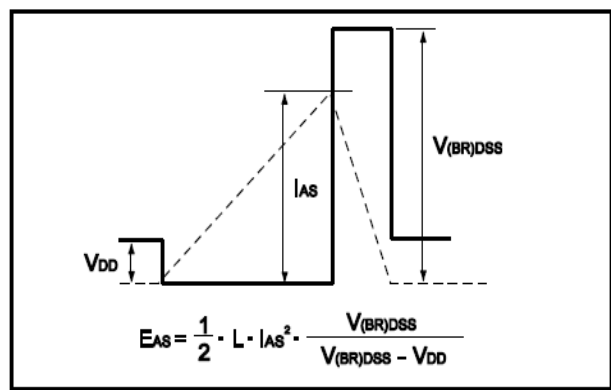 V(BR)DSS
IAS
VDD
EAS = 1/2 · L · IAS² · V(BR)DSS / V(BR)DSS – VDD